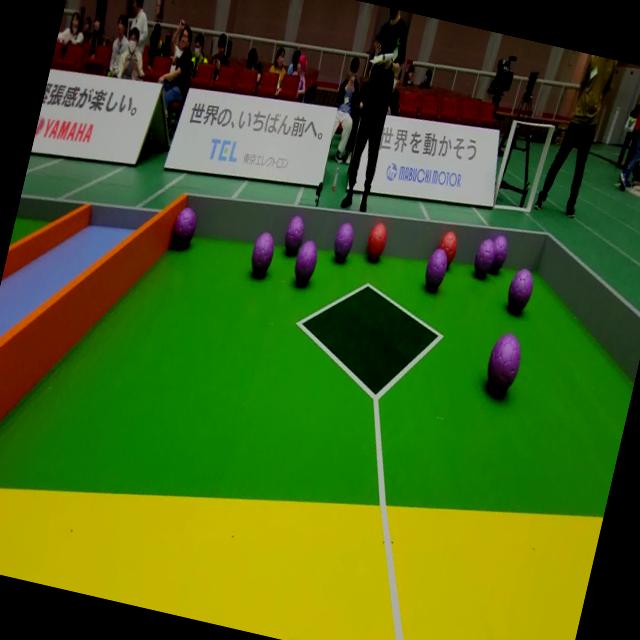 張感が楽しい。
YAMAHA
世界の、いちばん前へ。
TEL 東京エレクトロン
世界を動かそう
MABUCHI MOTOR